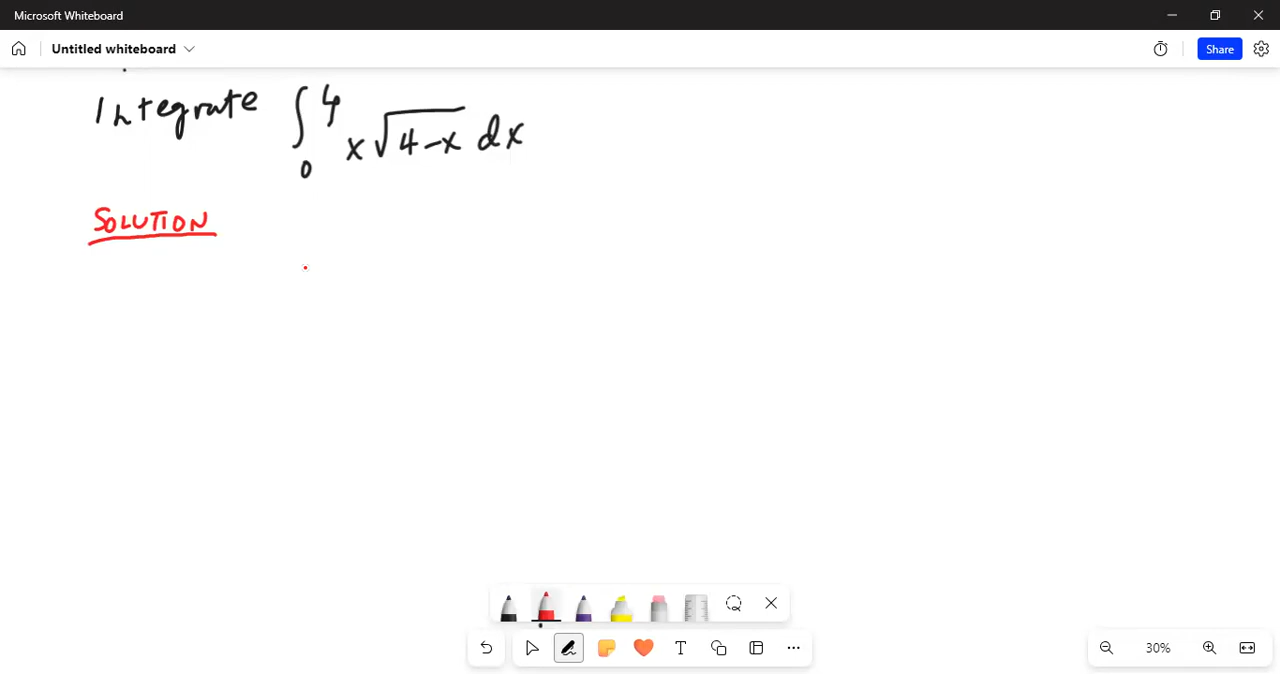 Microsoft Whiteboard
Untitled whiteboard
Share
Integrate ∫₀⁴ x√(4-x) dx
SOLUTION
T
30%